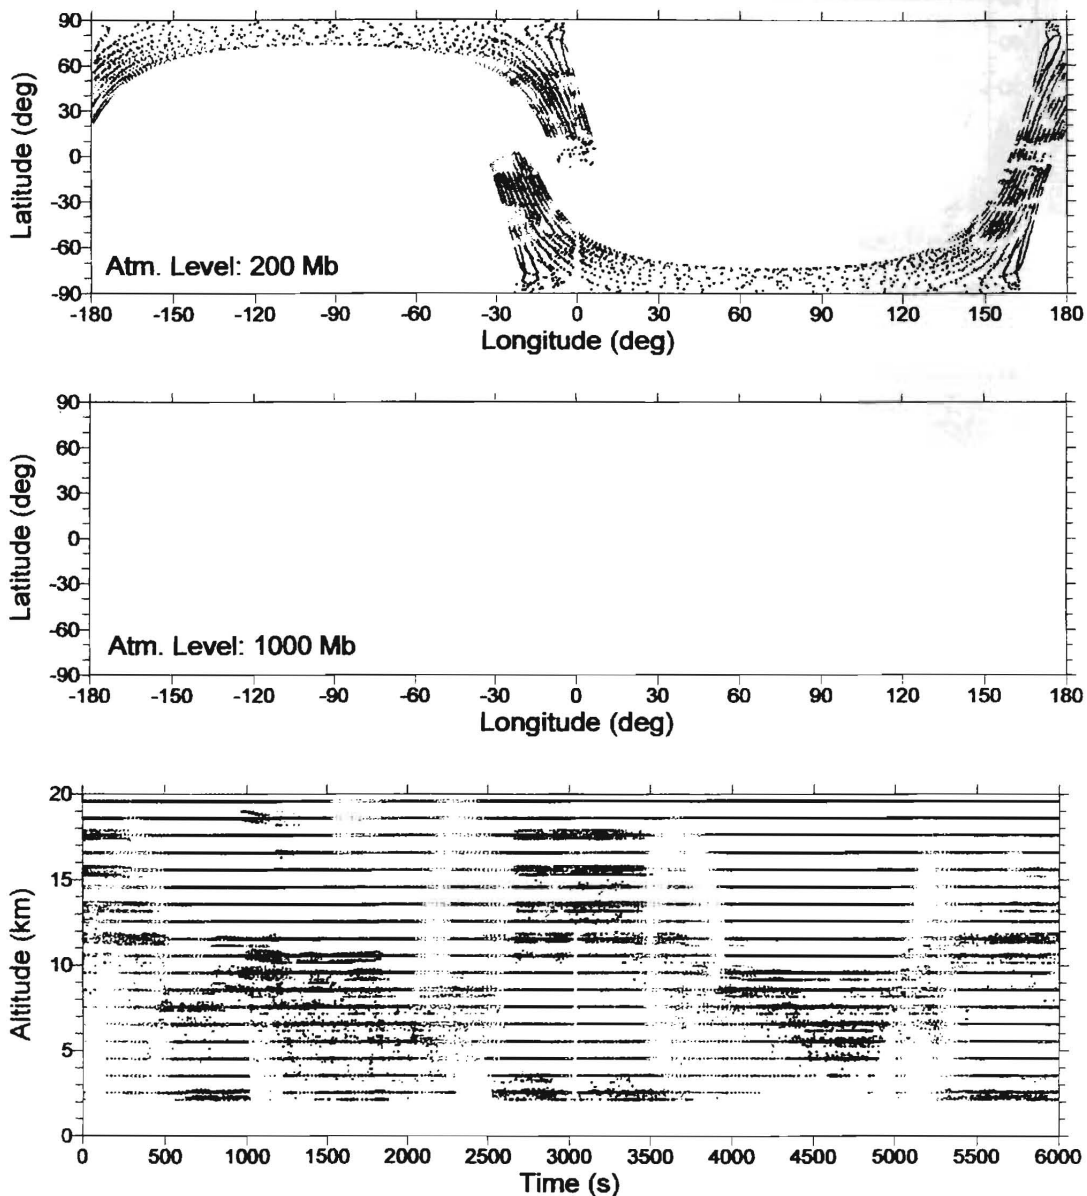 90
60
30
0
-30
-60
-90
Latitude (deg)
Atm. Level: 200 Mb
-180 -150 -120 -90 -60 -30 0 30 60 90 120 150 180
Longitude (deg)
90
60
30
0
-30
-60
-90
Latitude (deg)
Atm. Level: 1000 Mb
-180 -150 -120 -90 -60 -30 0 30 60 90 120 150 180
Longitude (deg)
20
15
10
5
0
Altitude (km)
0 500 1000 1500 2000 2500 3000 3500 4000 4500 5000 5500 6000
Time (s)